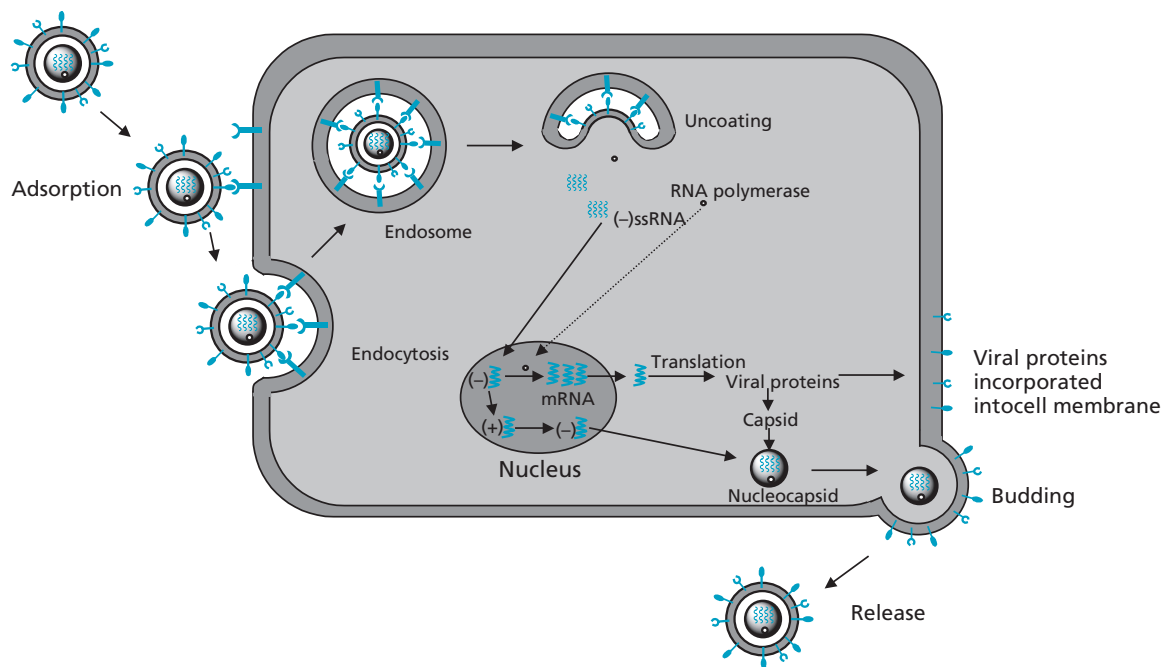 Adsorption
Endosome
Uncoating
RNA polymerase
(–)ssRNA
Endocytosis
(–)
mRNA
(+)
(–)
Nucleus
Translation
Viral proteins
Capsid
Nucleocapsid
Viral proteins
incorporated
intocell membrane
Budding
Release